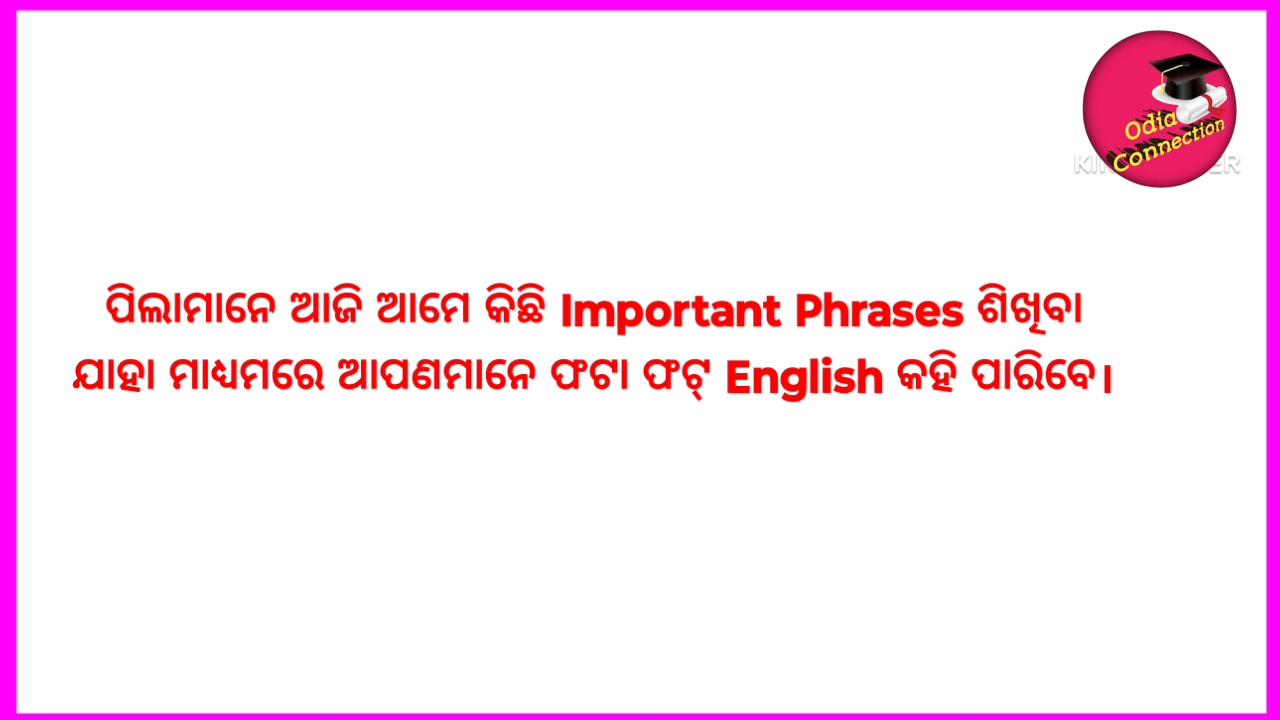 Odia
Connection
ପିଲାମାନେ ଆଜି ଆମେ କିଛି Important Phrases ଶିଖିବା
ଯାହା ମାଧ୍ୟମରେ ଆପଣମାନେ ଫଟା ଫଟ୍ English କହି ପାରିବେ।